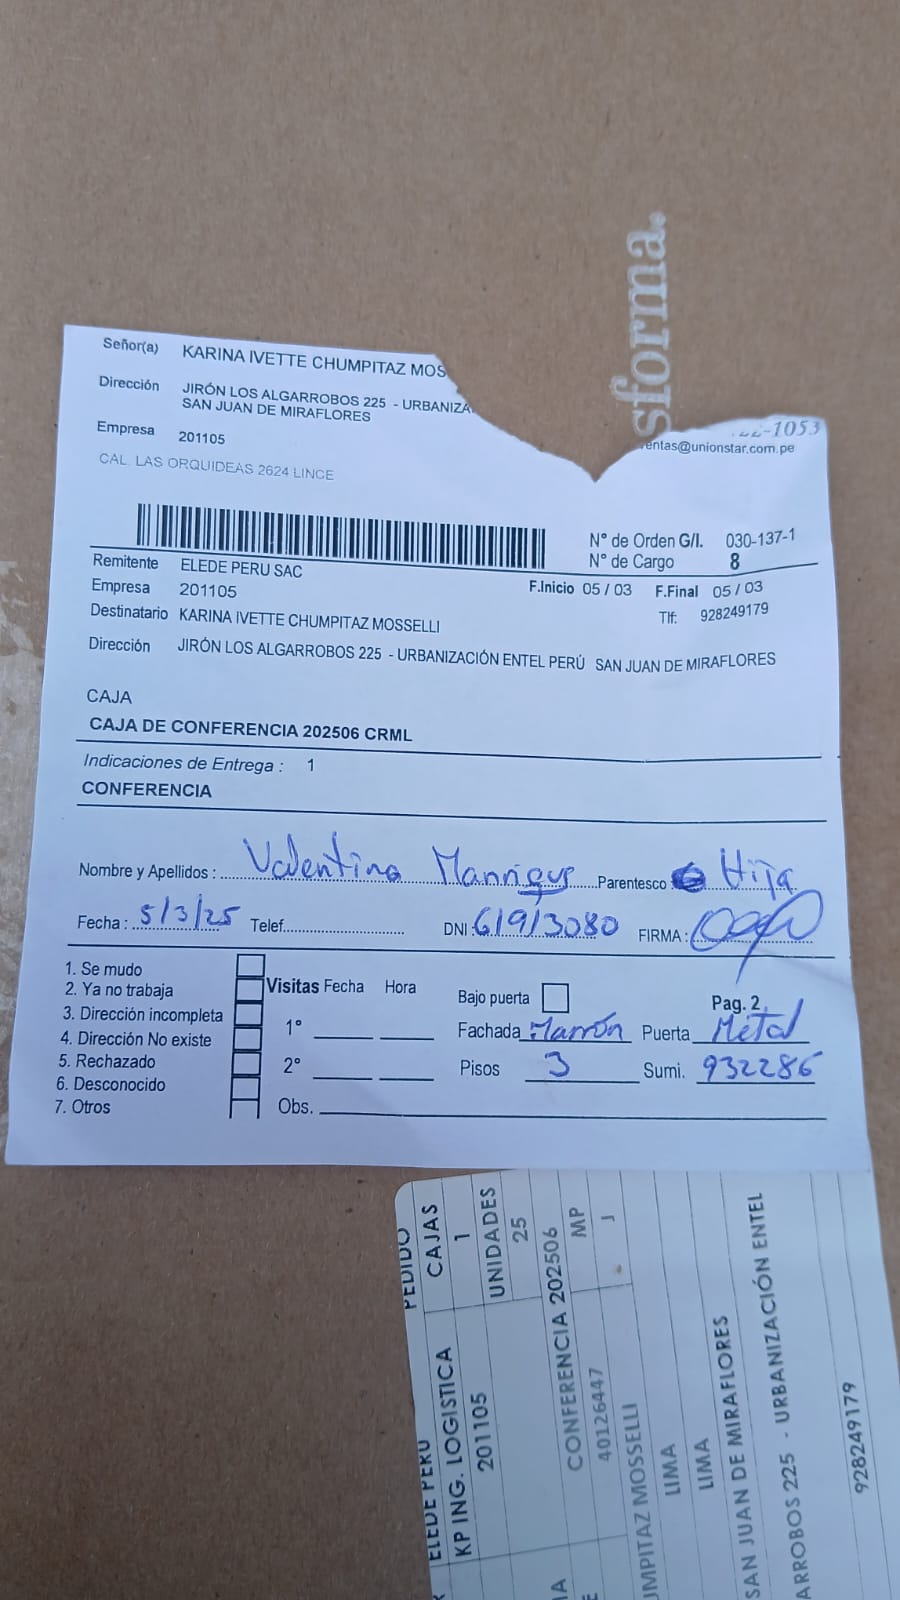 sforma.
Señor(a) KARINA IVETTE CHUMPITAZ MOS
Dirección JIRÓN LOS ALGARROBOS 225 - URBANIZA
SAN JUAN DE MIRAFLORES
Empresa 201105
CAL. LAS ORQUIDEAS 2624 LINCE
-1053
entas@unionstar.com.pe
N° de Orden G/I. 030-137-1
N° de Cargo 8
Remitente ELEDE PERU SAC
F.Inicio 05 / 03 F.Final 05 / 03
Empresa 201105
Tlf: 928249179
Destinatario KARINA IVETTE CHUMPITAZ MOSSELLI
Dirección JIRÓN LOS ALGARROBOS 225 - URBANIZACIÓN ENTEL PERÚ SAN JUAN DE MIRAFLORES
CAJA
CAJA DE CONFERENCIA 202506 CRML
Indicaciones de Entrega : 1
CONFERENCIA
Nombre y Apellidos : Valentina Manrique Parentesco : Hija
Fecha : 5/3/25 Telef. DNI : 61913080 FIRMA :
1. Se mudo
2. Ya no trabaja
3. Dirección incompleta
4. Dirección No existe
5. Rechazado
6. Desconocido
7. Otros
Visitas Fecha Hora
1°
2°
Obs.
Bajo puerta Pag. 2
Fachada Marrón Puerta Metal
Pisos 3 Sumi. 932286
ELEDE PERU PEDIDO
KP ING. LOGISTICA CAJAS
201105 1
UNIDADES
25
CONFERENCIA 202506
40126447 MP
J
UMPITAZ MOSSELLI
LIMA
LIMA
SAN JUAN DE MIRAFLORES
ARROBOS 225 - URBANIZACIÓN ENTEL
928249179